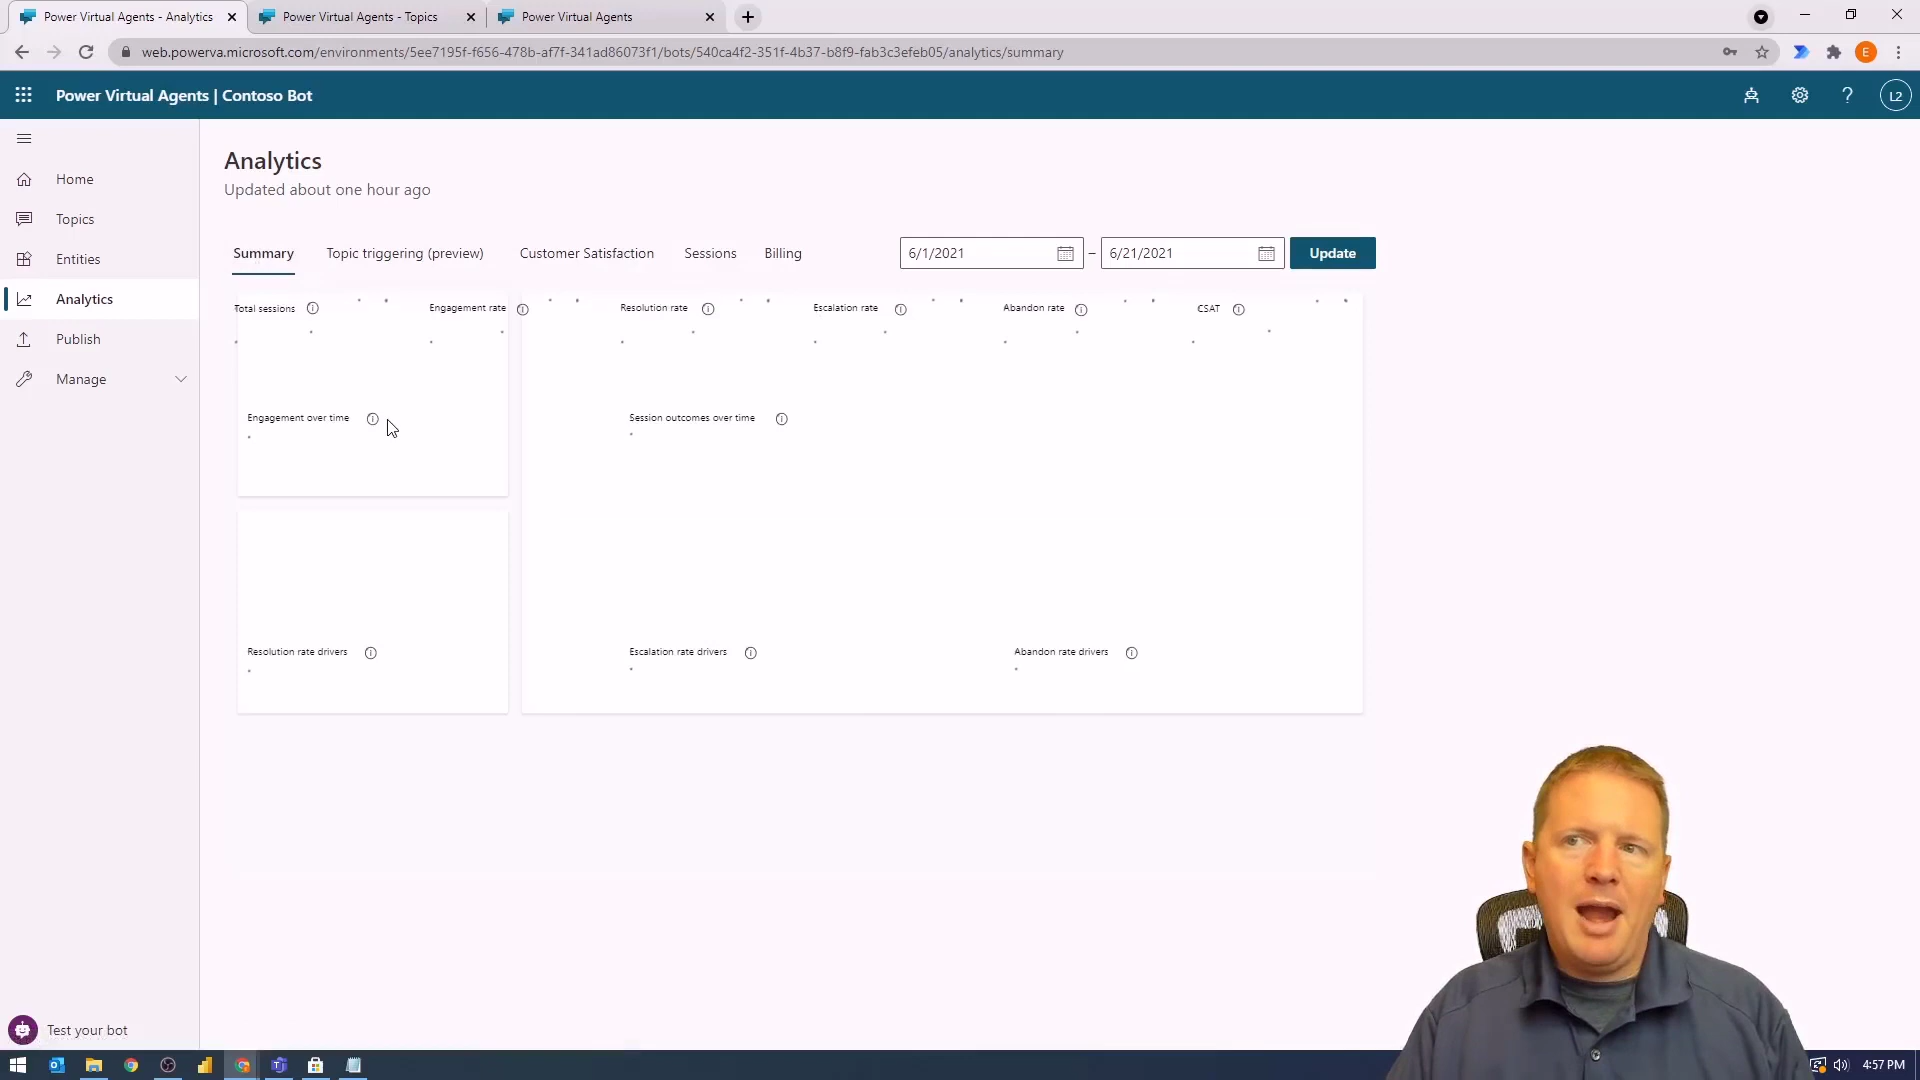 Power Virtual Agents - Analytics
Power Virtual Agents - Topics
Power Virtual Agents
web.powerva.microsoft.com/environments/5ee7195f-f656-478b-af7f-341ad86073f1/bots/540ca4f2-351f-4b37-b8f9-fab3c3efeb05/analytics/summary
E
Power Virtual Agents | Contoso Bot
L2
Home
Topics
Entities
Analytics
Publish
Manage
Analytics
Updated about one hour ago
Summary
Topic triggering (preview)
Customer Satisfaction
Sessions
Billing
6/1/2021
–
6/21/2021
Update
Total sessions
Engagement rate
Resolution rate
Escalation rate
Abandon rate
CSAT
Engagement over time
Session outcomes over time
Resolution rate drivers
Escalation rate drivers
Abandon rate drivers
Test your bot
4:57 PM